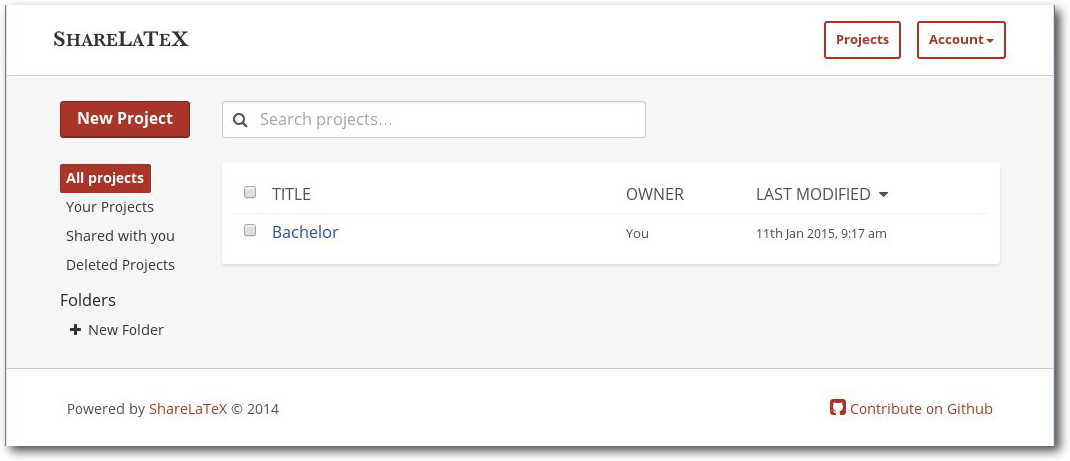 SHARELATEX
Projects
Account
New Project
Search projects...
All projects
Your Projects
Shared with you
Deleted Projects
Folders
New Folder
TITLE OWNER LAST MODIFIED
Bachelor You 11th Jan 2015, 9:17 am
Powered by ShareLaTeX © 2014
Contribute on Github